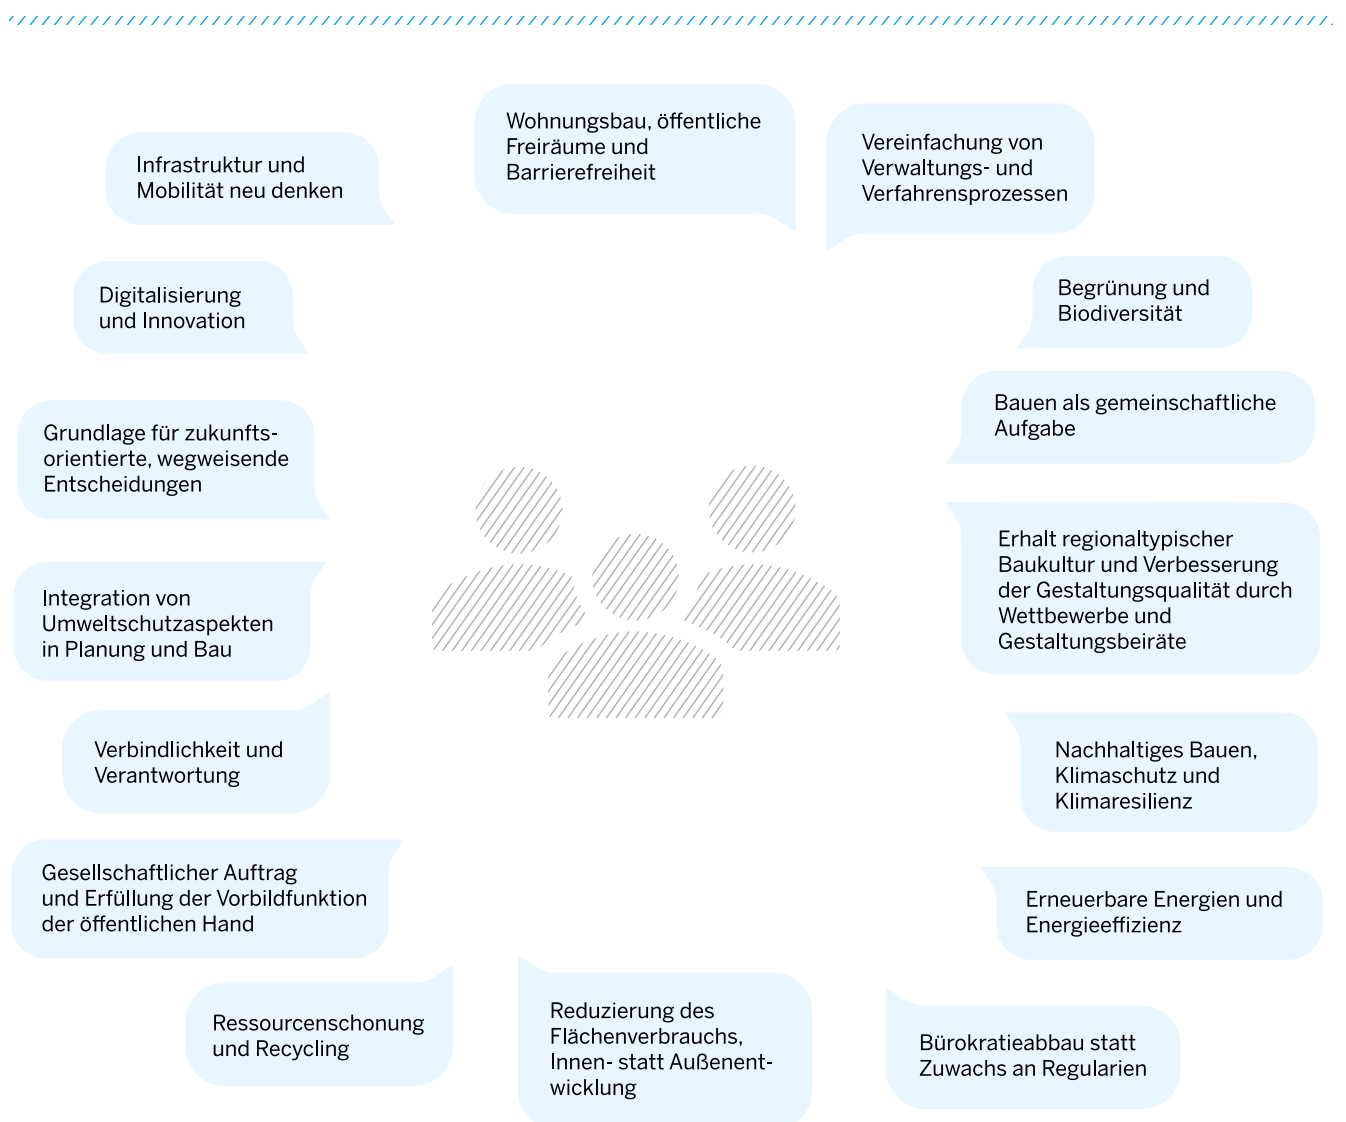 Wohnungsbau, öffentliche
Freiräume und
Barrierefreiheit
Vereinfachung von
Verwaltungs- und
Verfahrensprozessen
Infrastruktur und
Mobilität neu denken
Begrünung und
Biodiversität
Digitalisierung
und Innovation
Bauen als gemeinschaftliche
Aufgabe
Grundlage für zukunfts-
orientierte, wegweisende
Entscheidungen
Erhalt regionaltypischer
Baukultur und Verbesserung
der Gestaltungsqualität durch
Wettbewerbe und
Gestaltungsbeiräte
Integration von
Umweltschutzaspekten
in Planung und Bau
Verbindlichkeit und
Verantwortung
Nachhaltiges Bauen,
Klimaschutz und
Klimaresilienz
Gesellschaftlicher Auftrag
und Erfüllung der Vorbildfunktion
der öffentlichen Hand
Erneuerbare Energien und
Energieeffizienz
Ressourcenschonung
und Recycling
Reduzierung des
Flächenverbrauchs,
Innen- statt Außenent-
wicklung
Bürokratieabbau statt
Zuwachs an Regularien